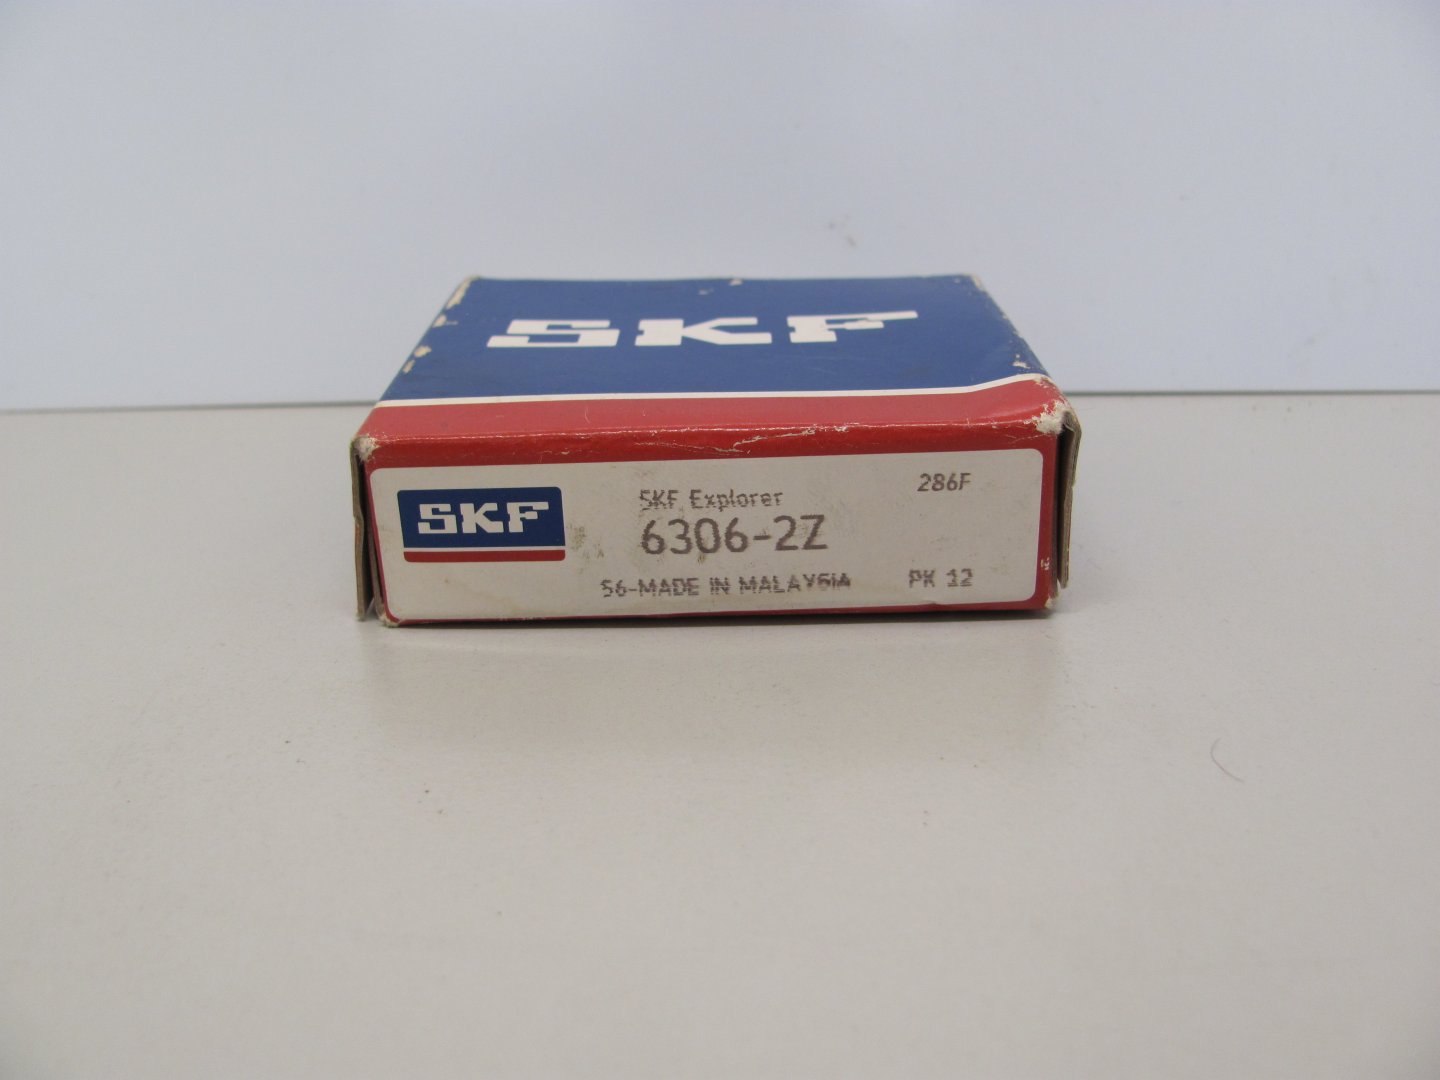 SKF
SKF
SKF Explorer
286F
6306-2Z
56-MADE IN MALAYSIA
PK 12